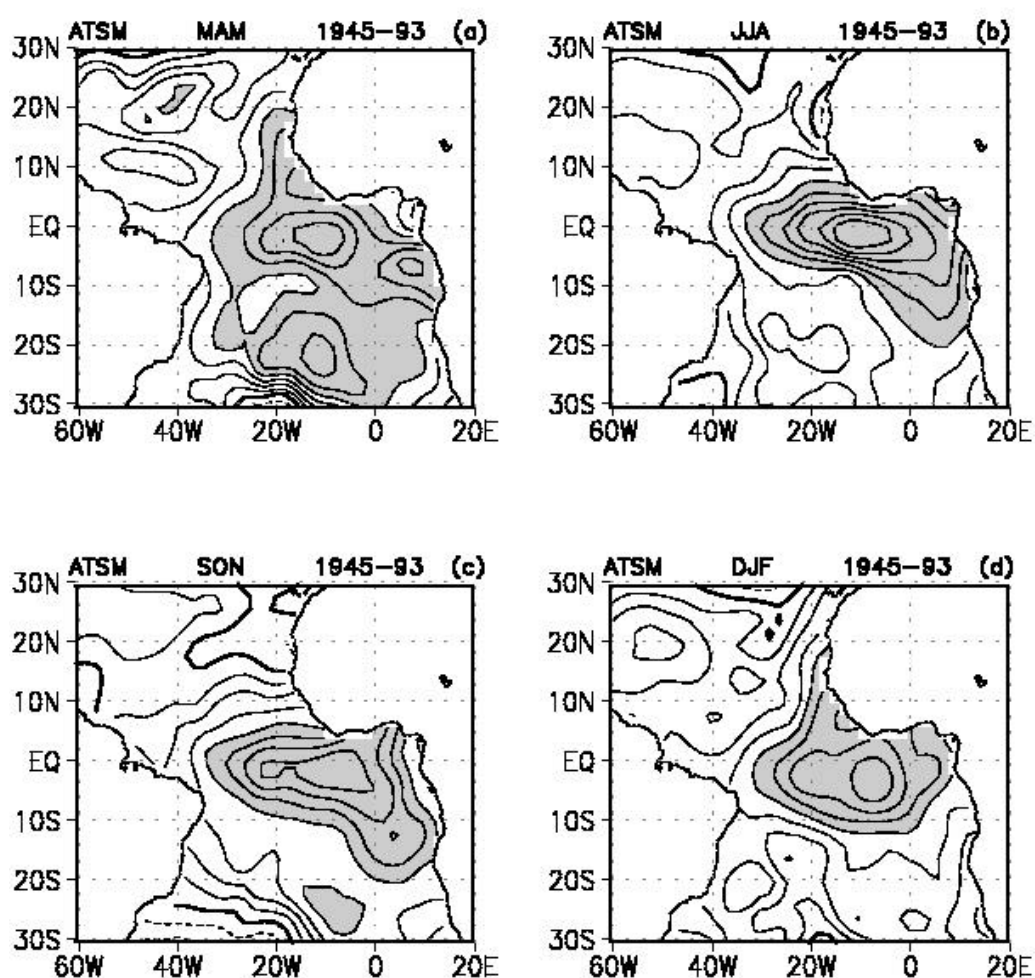 ATSM MAM 1945-93 (a)
30N
20N
10N
EQ
10S
20S
30S
60W 40W 20W 0 20E
ATSM JJA 1945-93 (b)
30N
20N
10N
EQ
10S
20S
30S
60W 40W 20W 0 20E
ATSM SON 1945-93 (c)
30N
20N
10N
EQ
10S
20S
30S
60W 40W 20W 0 20E
ATSM DJF 1945-93 (d)
30N
20N
10N
EQ
10S
20S
30S
60W 40W 20W 0 20E